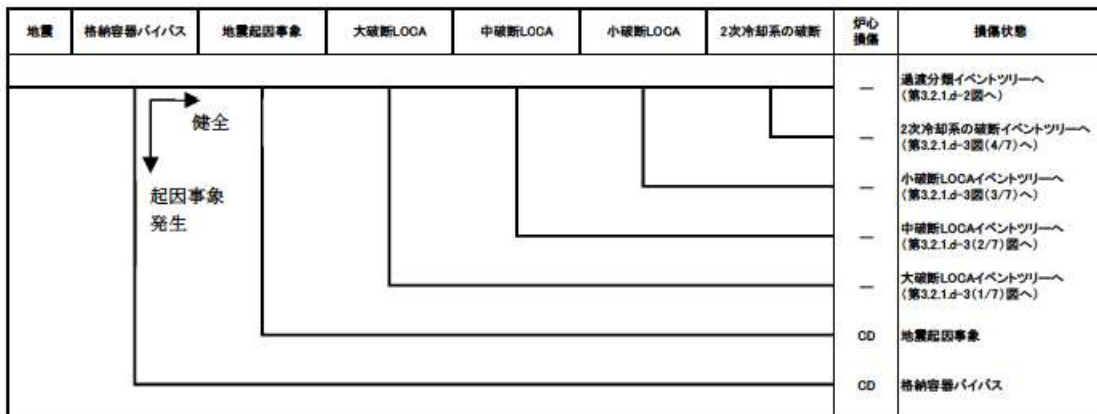 地震 格納容器バイパス 地震起因事象 大破断LOCA 中破断LOCA 小破断LOCA 2次冷却系の破断 炉心損傷 損傷状態
健全
起因事象
発生
— 過渡分類イベントツリーへ
(第3.2.1.d-2図へ)
— 2次冷却系の破断イベントツリーへ
(第3.2.1.d-3図(4/7)へ)
— 小破断LOCAイベントツリーへ
(第3.2.1.d-3図(3/7)へ)
— 中破断LOCAイベントツリーへ
(第3.2.1.d-3(2/7)図へ)
— 大破断LOCAイベントツリーへ
(第3.2.1.d-3(1/7)図へ)
CD 地震起因事象
CD 格納容器バイパス